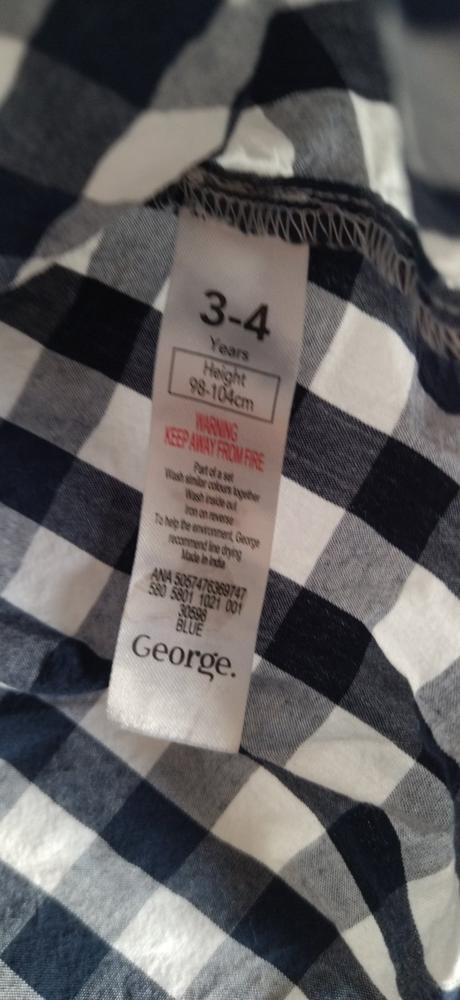 3-4
Years
Height
98-104cm
WARNING
KEEP AWAY FROM FIRE
Part of a set
Wash similar colours together
Wash inside out
Iron on reverse
To help the environment, George
recommend line drying
Made in India
ANA 5057476369747
580 5801 1021 001
30596
BLUE
George.